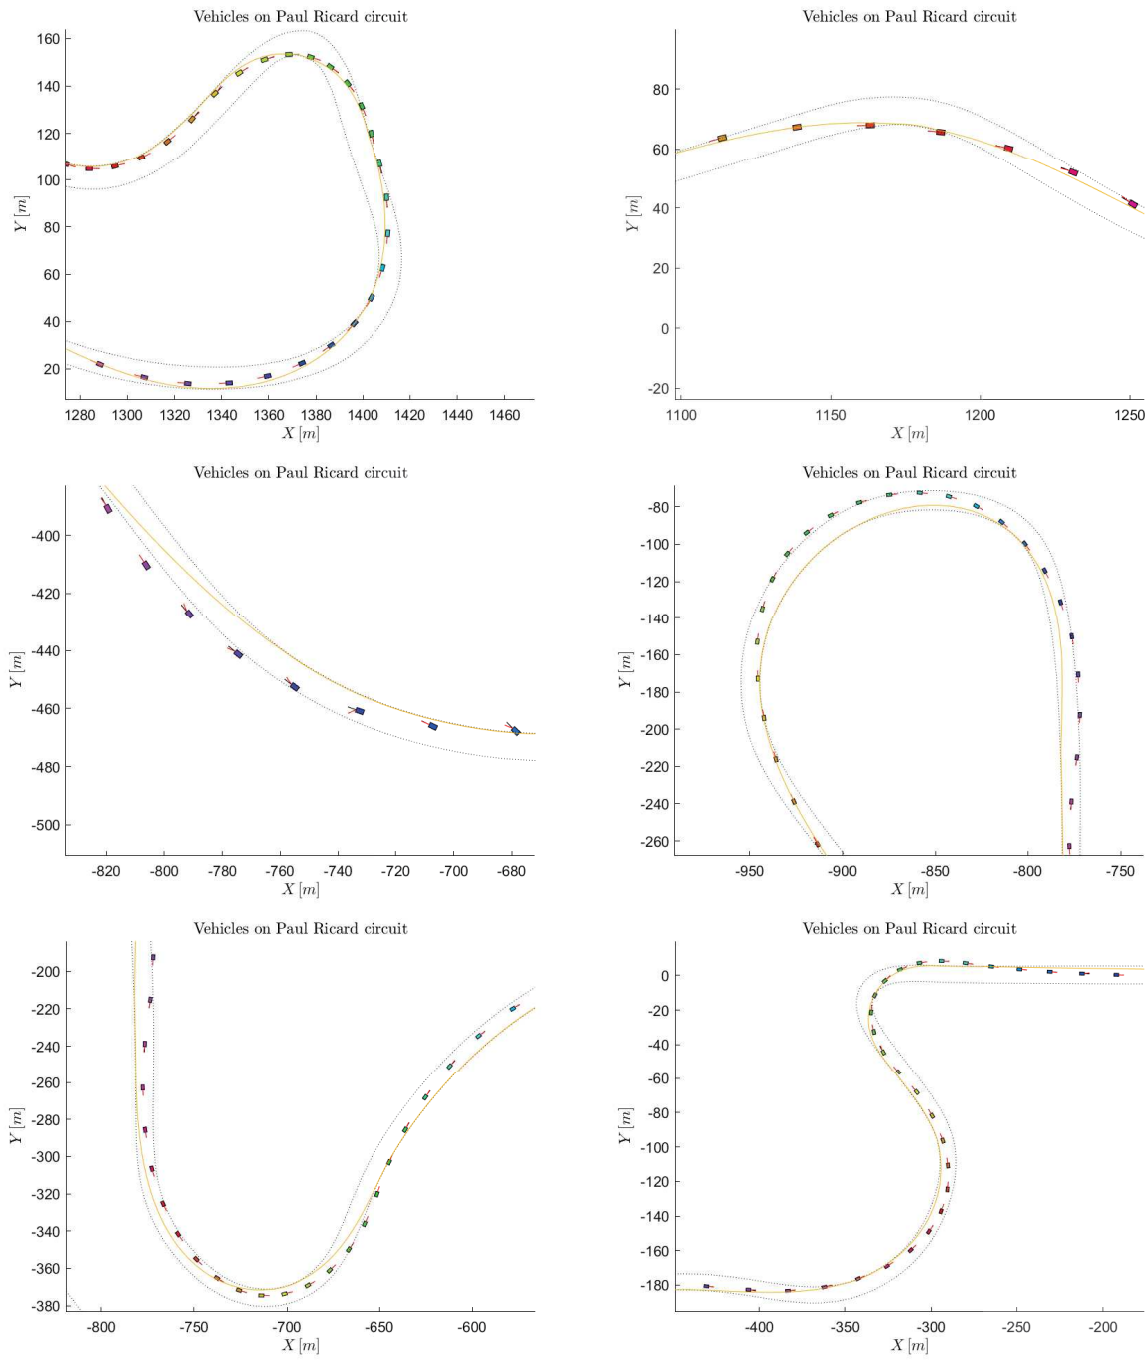 Vehicles on Paul Ricard circuit
160
140
120
100
80
60
40
20
Y [m]
1280 1300 1320 1340 1360 1380 1400 1420 1440 1460
X [m]
Vehicles on Paul Ricard circuit
80
60
40
20
0
-20
Y [m]
1100 1150 1200 1250
X [m]
Vehicles on Paul Ricard circuit
-400
-420
-440
-460
-480
-500
Y [m]
-820 -800 -780 -760 -740 -720 -700 -680
X [m]
Vehicles on Paul Ricard circuit
-80
-100
-120
-140
-160
-180
-200
-220
-240
-260
Y [m]
-950 -900 -850 -800 -750
X [m]
Vehicles on Paul Ricard circuit
-200
-220
-240
-260
-280
-300
-320
-340
-360
-380
Y [m]
-800 -750 -700 -650 -600
X [m]
Vehicles on Paul Ricard circuit
0
-20
-40
-60
-80
-100
-120
-140
-160
-180
Y [m]
-400 -350 -300 -250 -200
X [m]